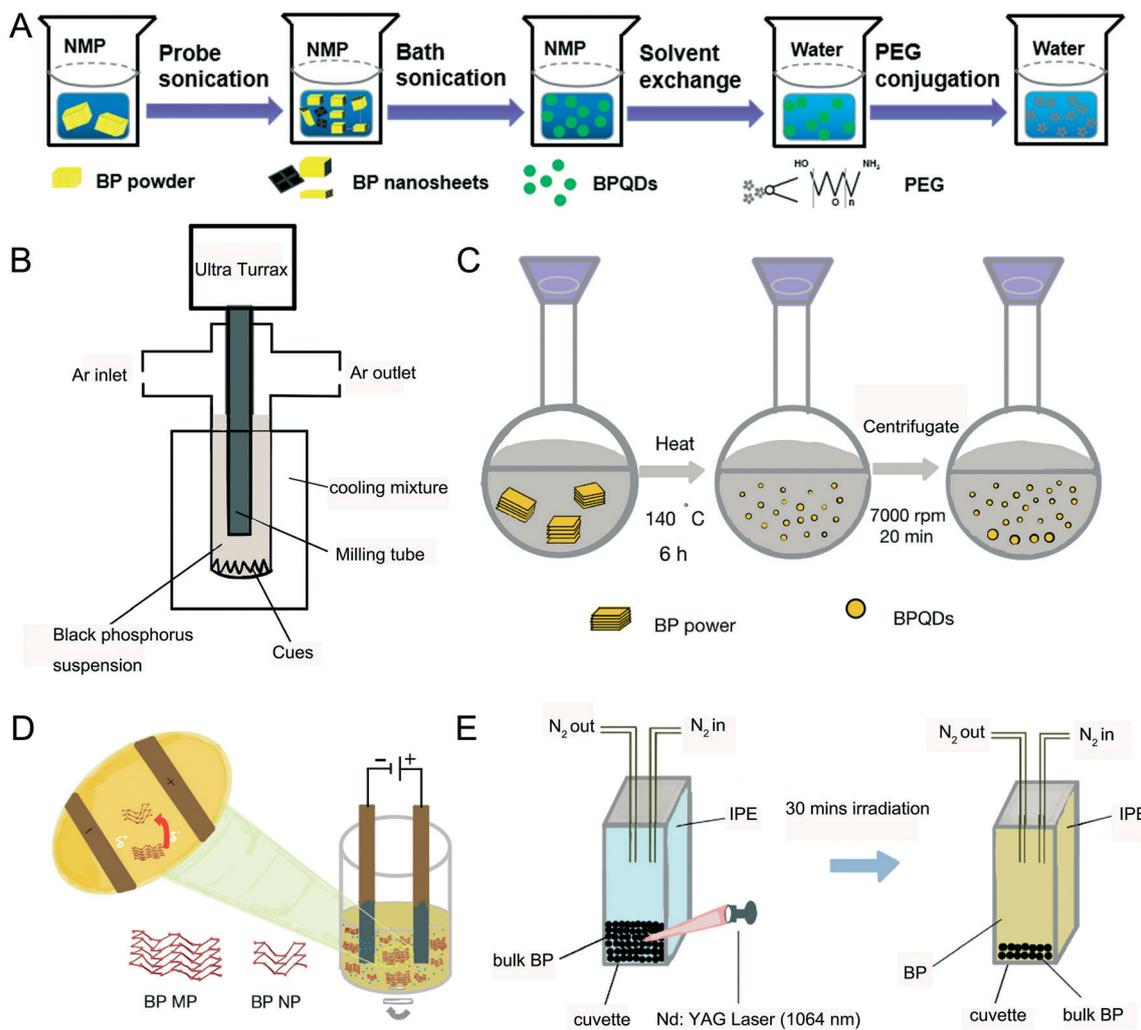 A
NMP
Probe
sonication
NMP
Bath
sonication
NMP
Solvent
exchange
Water
PEG
conjugation
Water
BP powder
BP nanosheets
BPQDs
HO
NH2
O
n
PEG
B
Ultra Turrax
Ar inlet
Ar outlet
cooling mixture
Milling tube
Black phosphorus
suspension
Cues
C
Heat
140 °C
6 h
Centrifugate
7000 rpm
20 min
BP power
BPQDs
D
− +
+
−
δ+
δ-
BP MP
BP NP
E
N2 out
N2 in
IPE
bulk BP
cuvette
Nd: YAG Laser (1064 nm)
30 mins irradiation
N2 out
N2 in
IPE
BP
cuvette
bulk BP